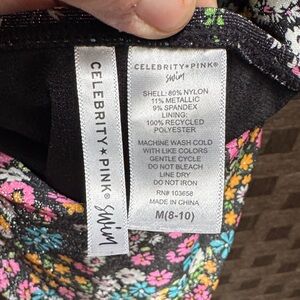 CELEBRITY★PINK®
swim
CELEBRITY★PINK®
swim
SHELL: 80% NYLON
11% METALLIC
9% SPANDEX
LINING:
100% RECYCLED
POLYESTER
MACHINE WASH COLD
WITH LIKE COLORS
GENTLE CYCLE
DO NOT BLEACH
LINE DRY
DO NOT IRON
RN# 103658
MADE IN CHINA
M(8-10)